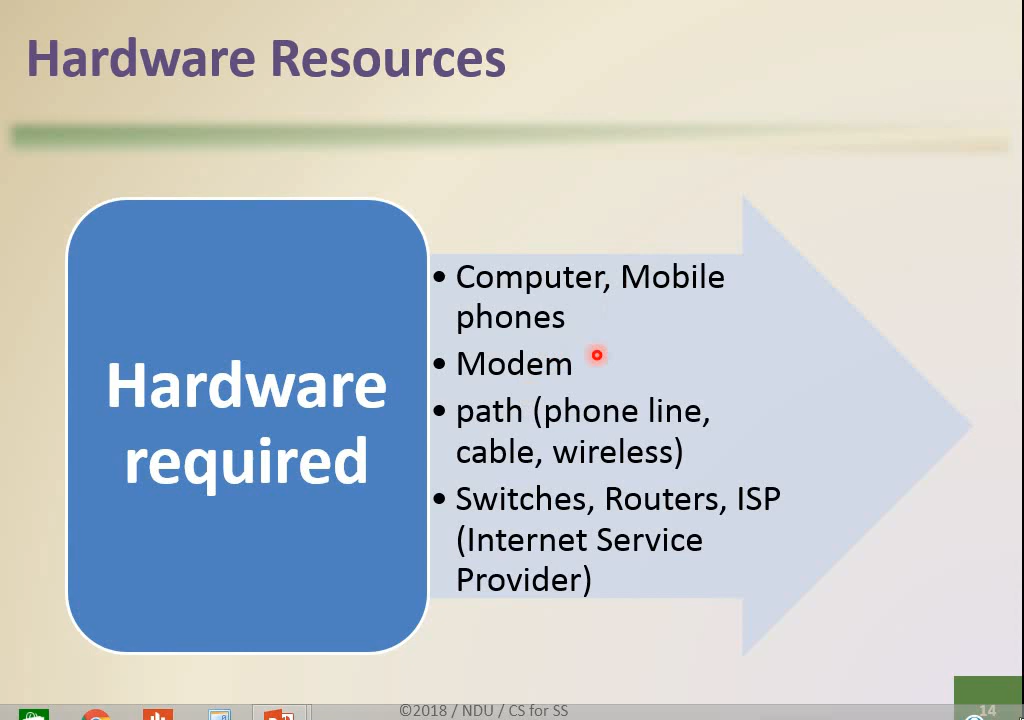 Hardware Resources
Hardware
required
• Computer, Mobile
phones
• Modem
• path (phone line,
cable, wireless)
• Switches, Routers, ISP
(Internet Service
Provider)
©2018 / NDU / CS for SS
14